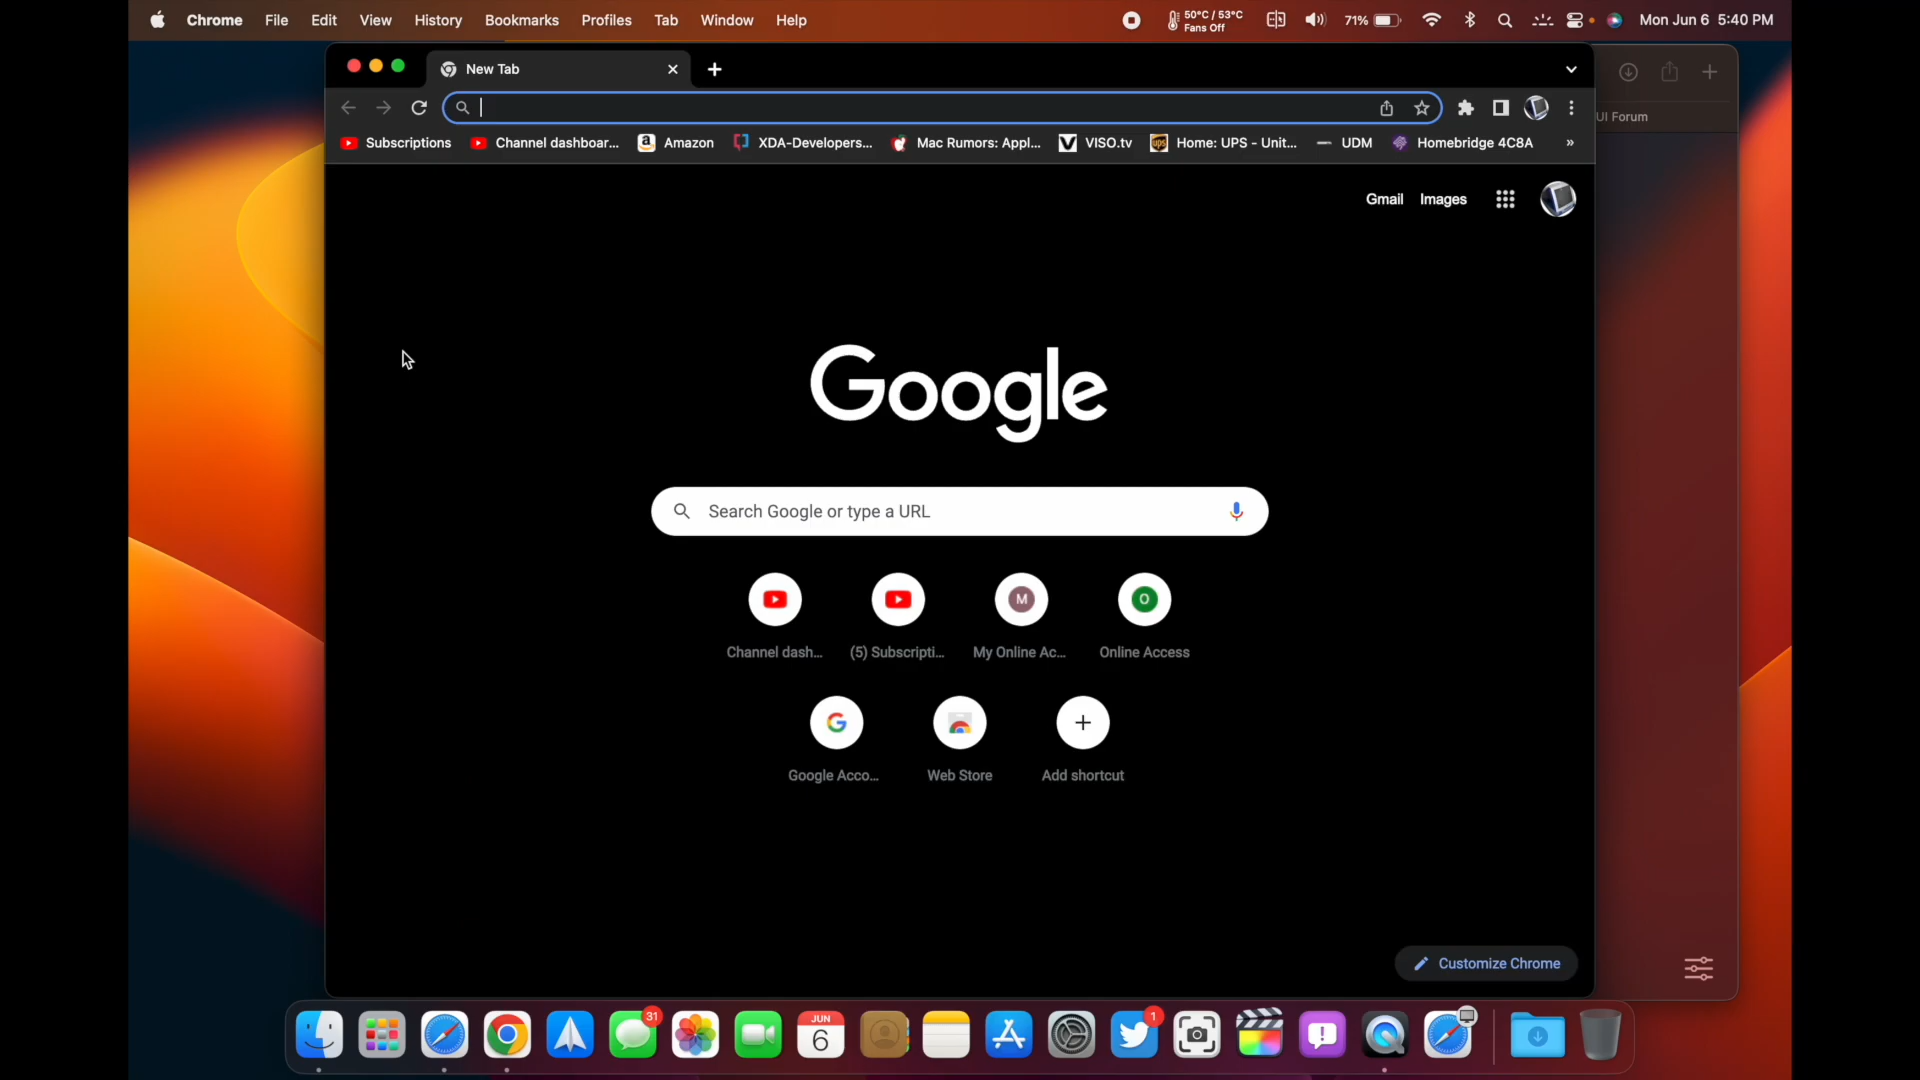 Chrome File Edit View History Bookmarks Profiles Tab Window Help 50°C / 53°C Fans Off 71% Mon Jun 6 5:40 PM
New Tab
UI Forum
Subscriptions Channel dashboar... Amazon XDA-Developers... Mac Rumors: Appl... VISO.tv Home: UPS - Unit... UDM Homebridge 4C8A »
Gmail Images
Google
Search Google or type a URL
M O
Channel dash... (5) Subscripti... My Online Ac... Online Access
Google Acco... Web Store Add shortcut
Customize Chrome
31 JUN 6 1